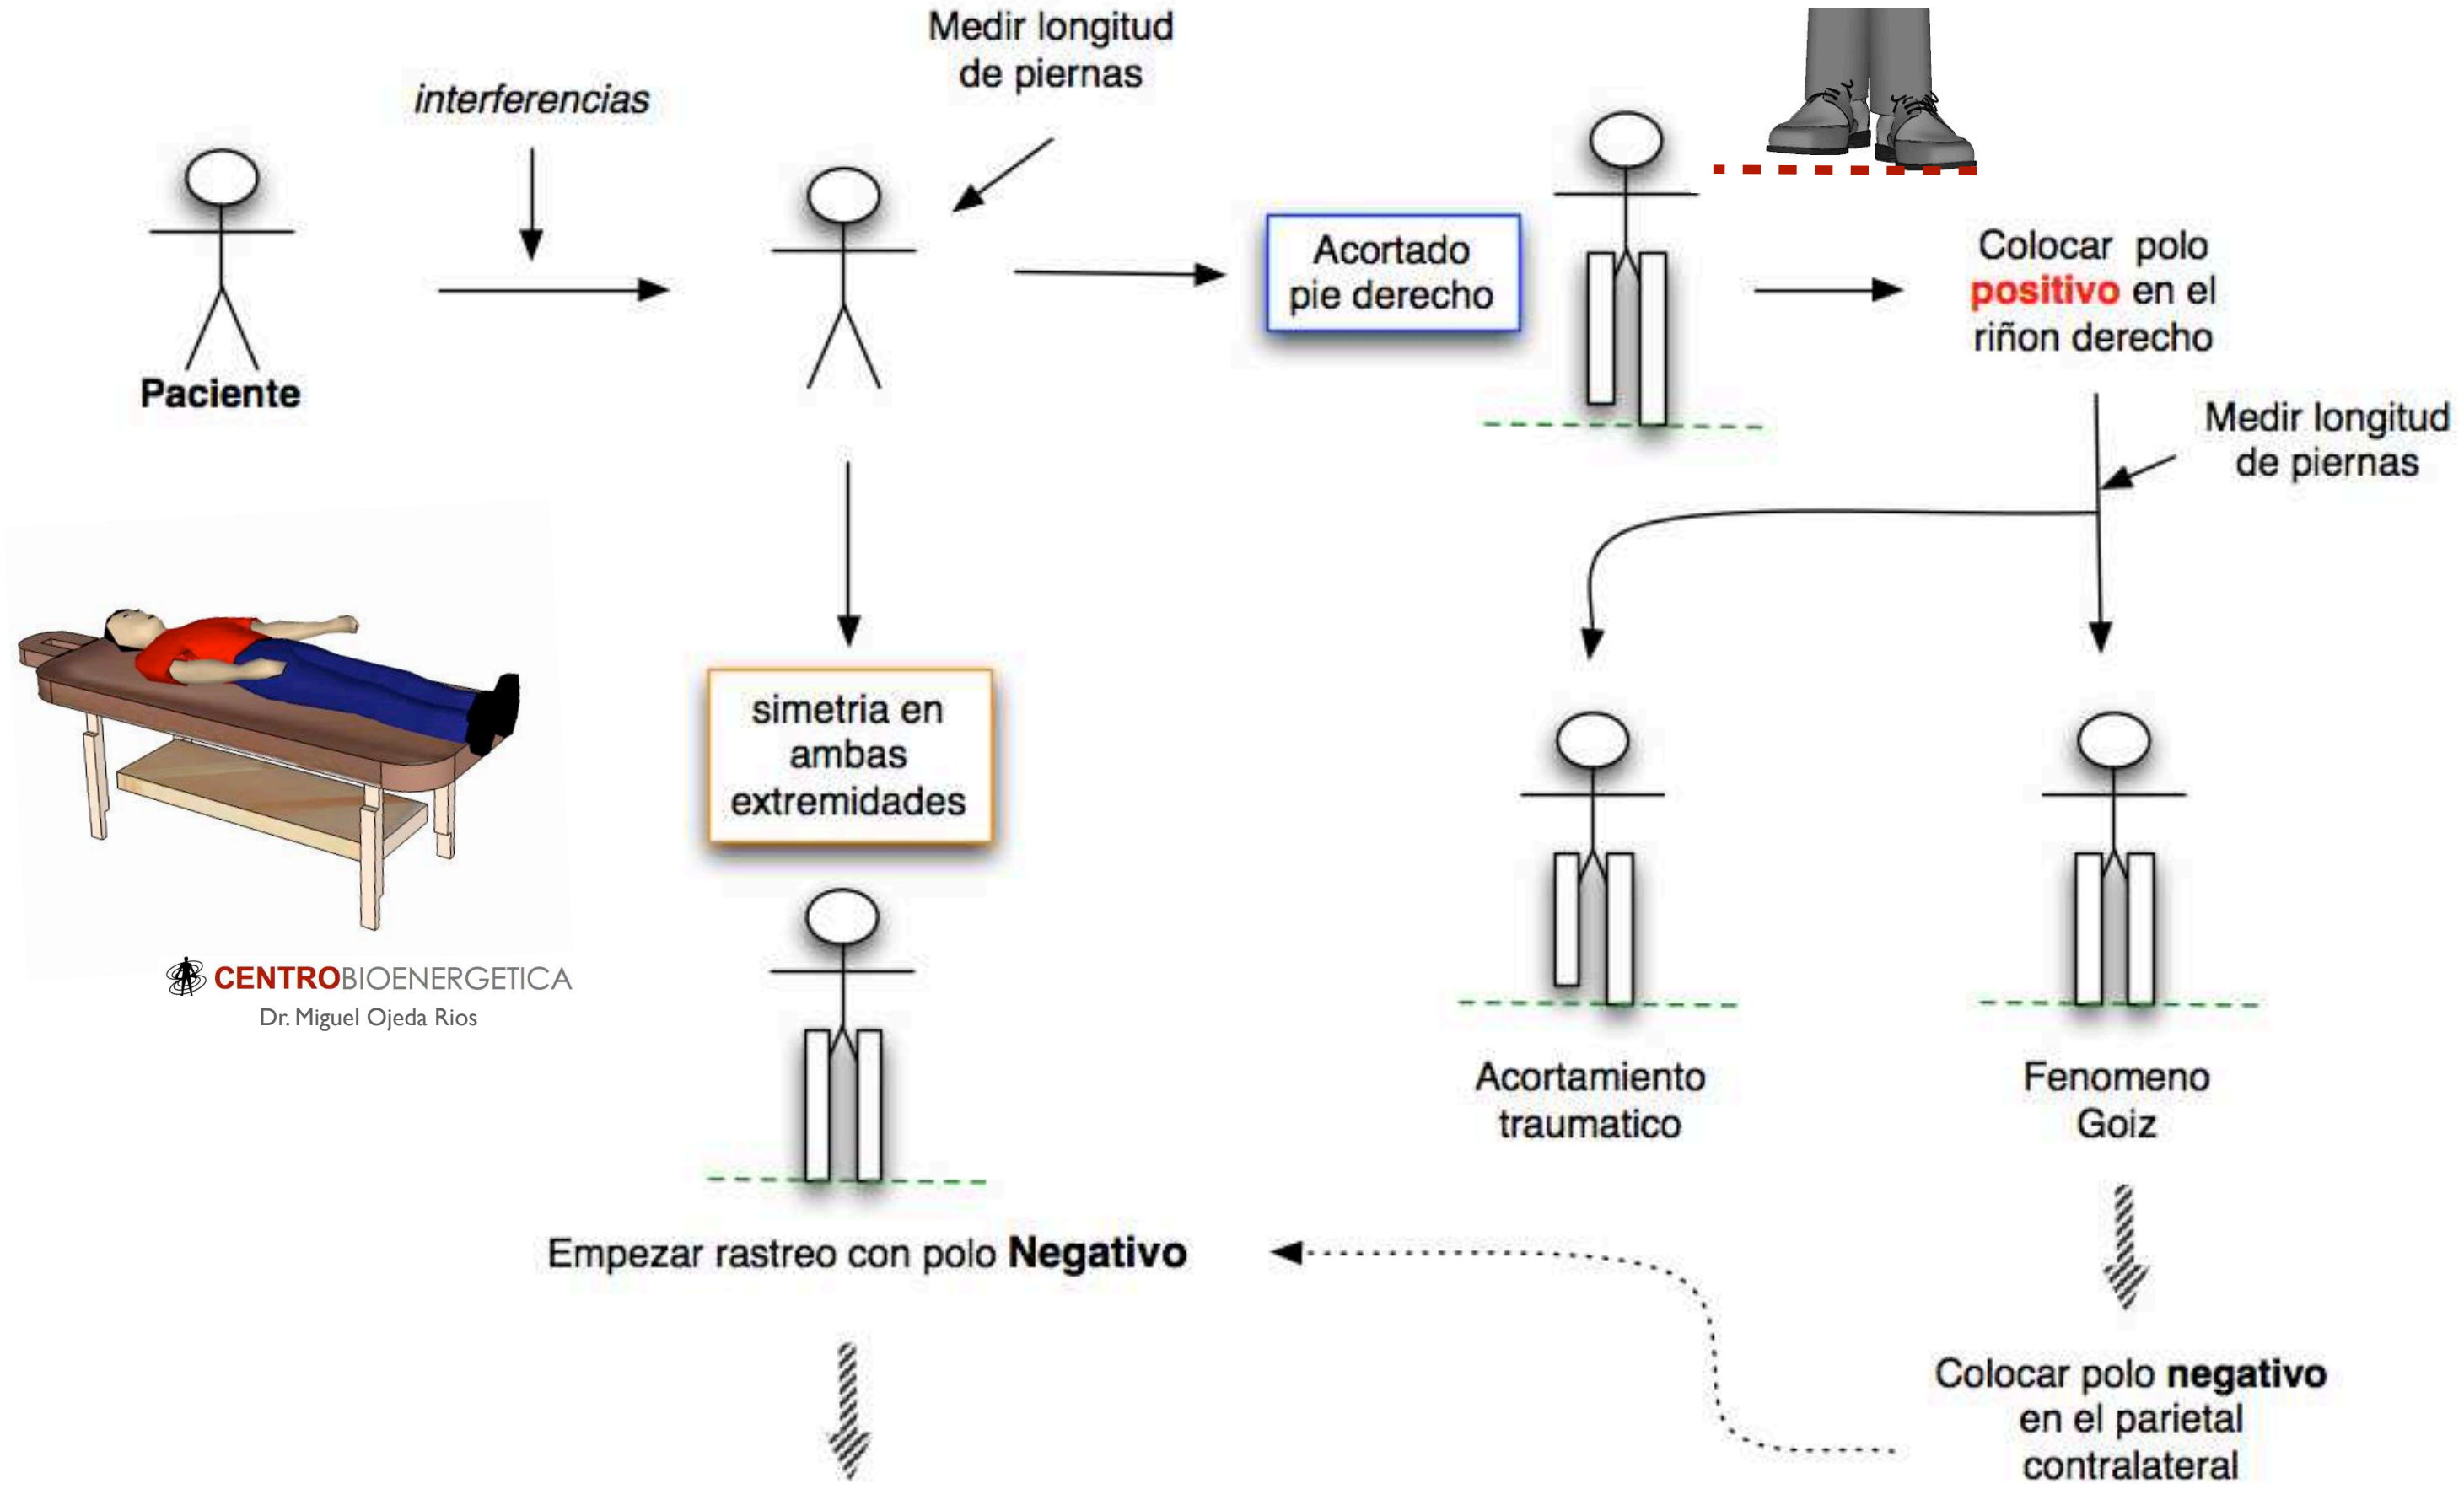 Medir longitud
de piernas
interferencias
Paciente
Acortado
pie derecho
Colocar polo
positivo en el
riñon derecho
Medir longitud
de piernas
simetria en
ambas
extremidades
CENTROBIOENERGETICA
Dr. Miguel Ojeda Rios
Acortamiento
traumatico
Fenomeno
Goiz
Empezar rastreo con polo Negativo
Colocar polo negativo
en el parietal
contralateral